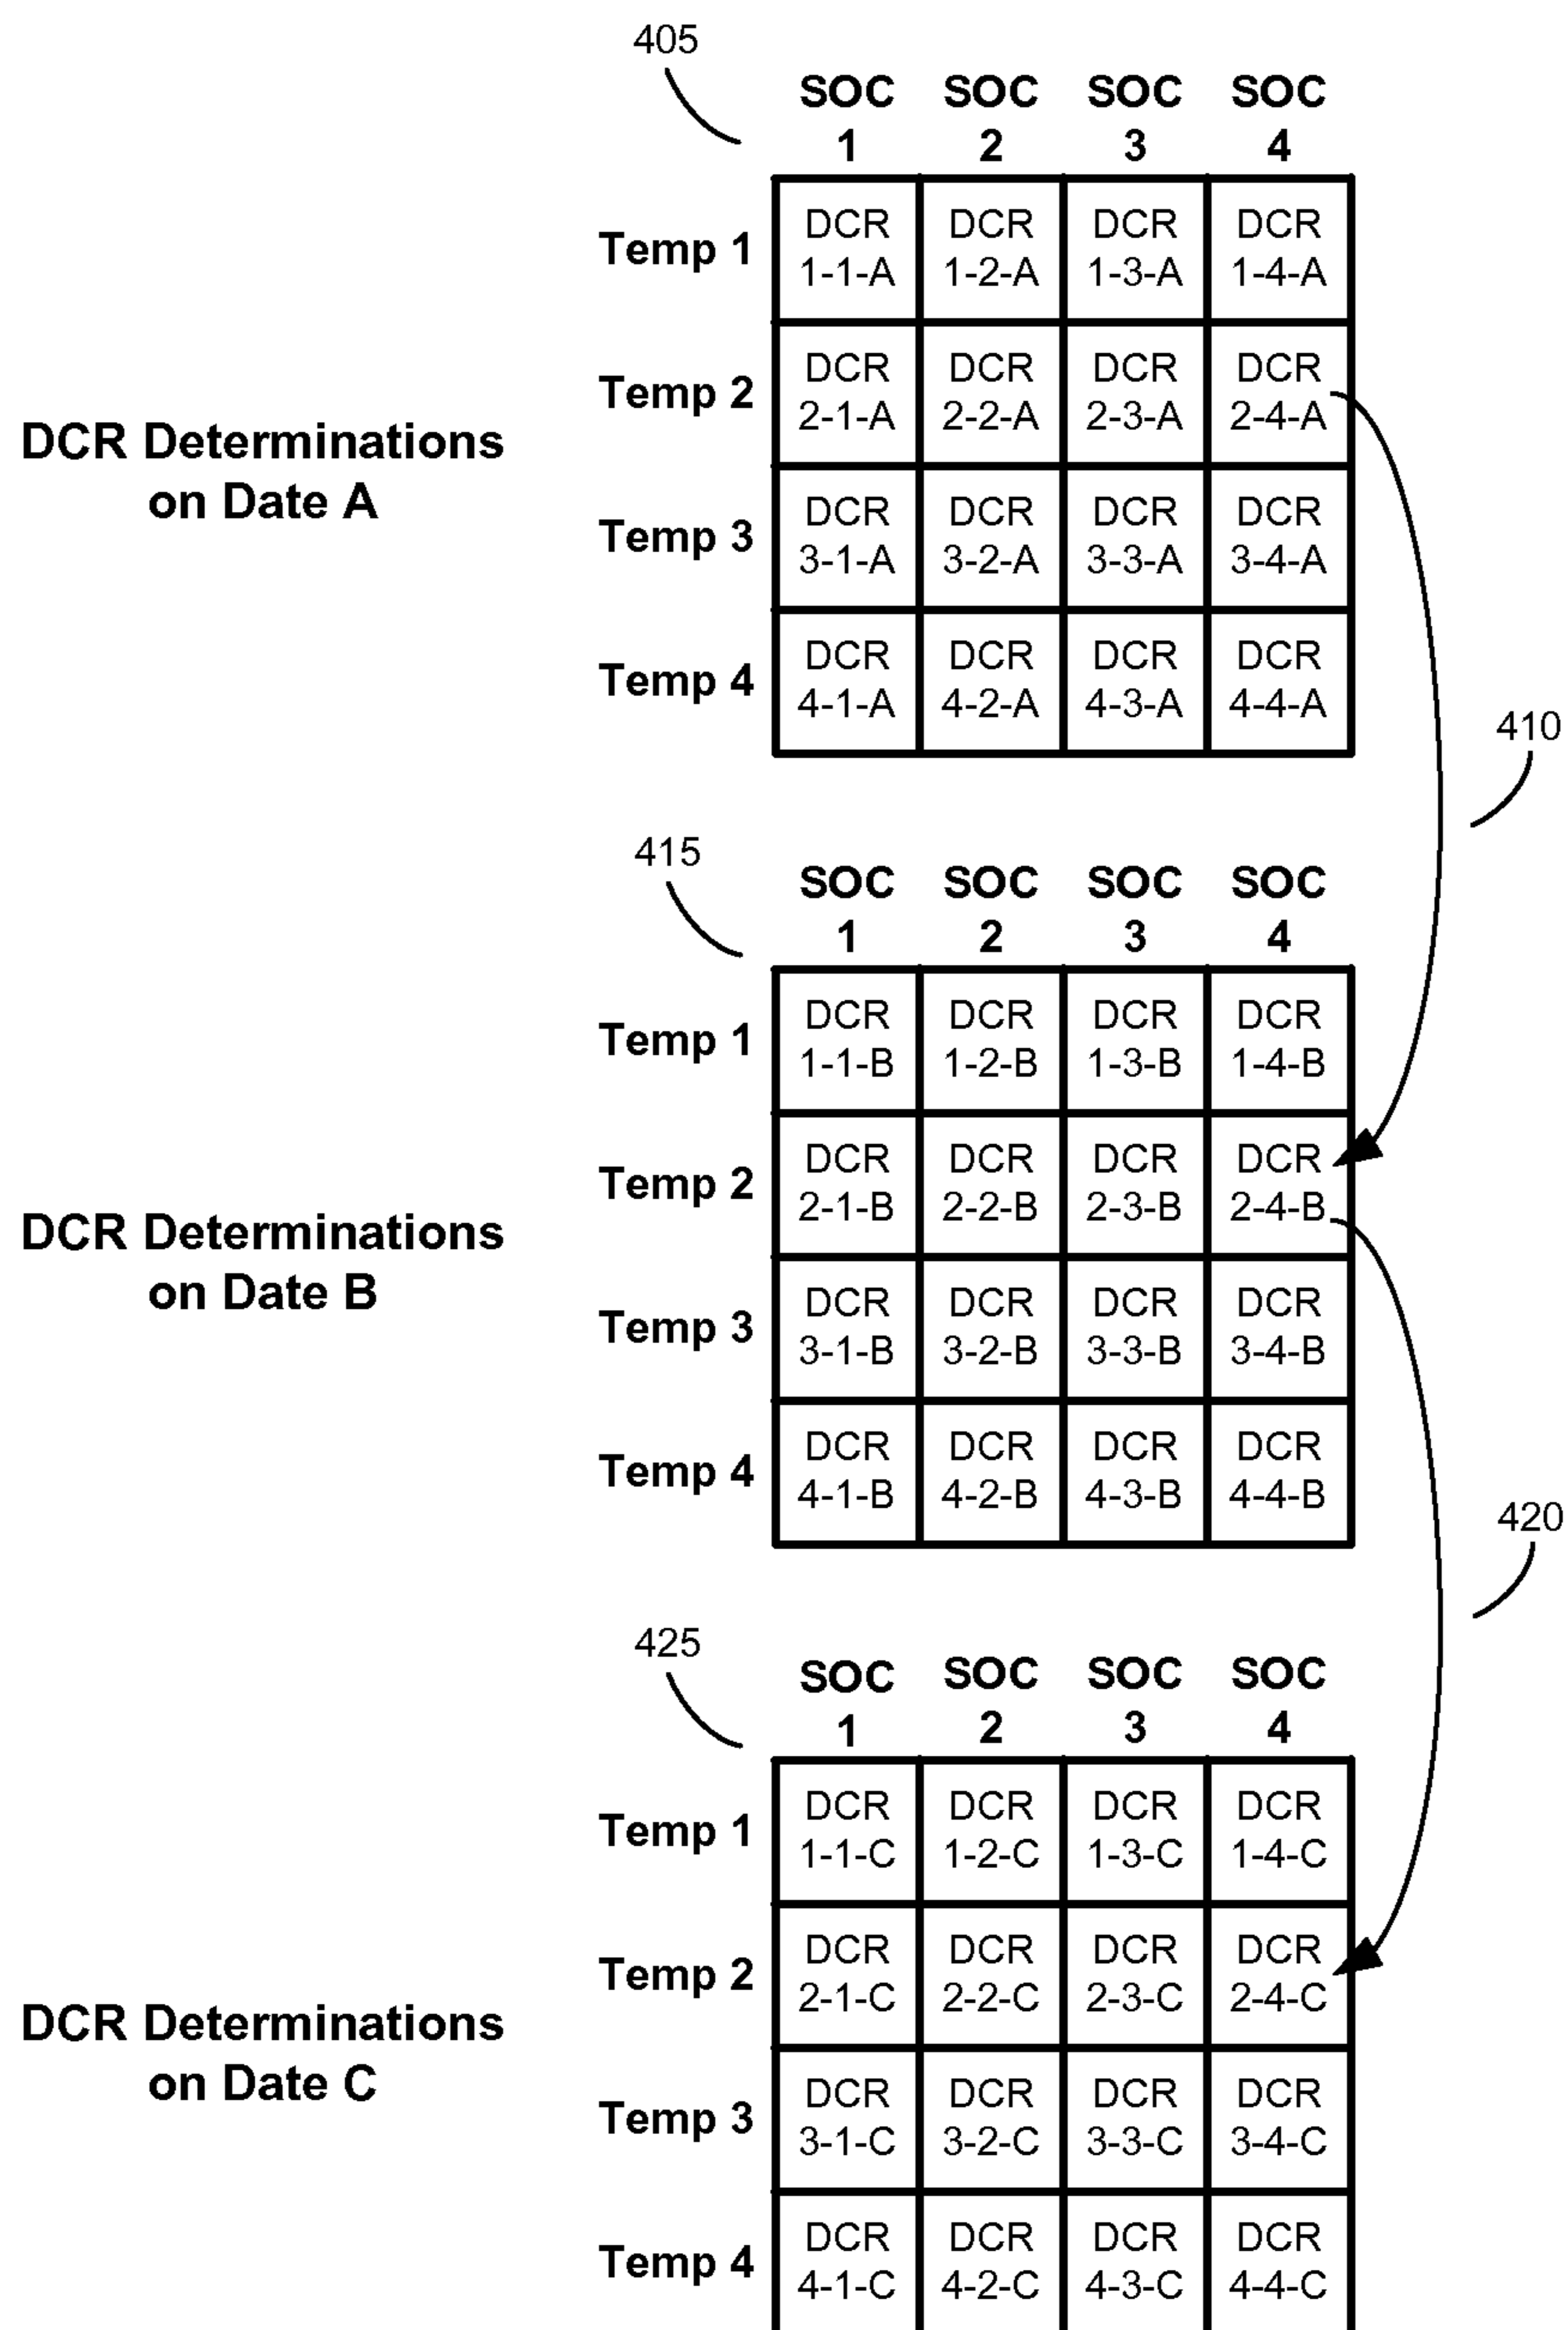 405
SOC SOC SOC SOC
1 2 3 4
Temp 1
DCR DCR DCR DCR
1-1-A 1-2-A 1-3-A 1-4-A
Temp 2
DCR DCR DCR DCR
2-1-A 2-2-A 2-3-A 2-4-A
DCR Determinations
on Date A
Temp 3
DCR DCR DCR DCR
3-1-A 3-2-A 3-3-A 3-4-A
Temp 4
DCR DCR DCR DCR
4-1-A 4-2-A 4-3-A 4-4-A
410
415
SOC SOC SOC SOC
1 2 3 4
Temp 1
DCR DCR DCR DCR
1-1-B 1-2-B 1-3-B 1-4-B
Temp 2
DCR DCR DCR DCR
2-1-B 2-2-B 2-3-B 2-4-B
DCR Determinations
on Date B
Temp 3
DCR DCR DCR DCR
3-1-B 3-2-B 3-3-B 3-4-B
Temp 4
DCR DCR DCR DCR
4-1-B 4-2-B 4-3-B 4-4-B
420
425
SOC SOC SOC SOC
1 2 3 4
Temp 1
DCR DCR DCR DCR
1-1-C 1-2-C 1-3-C 1-4-C
Temp 2
DCR DCR DCR DCR
2-1-C 2-2-C 2-3-C 2-4-C
DCR Determinations
on Date C
Temp 3
DCR DCR DCR DCR
3-1-C 3-2-C 3-3-C 3-4-C
Temp 4
DCR DCR DCR DCR
4-1-C 4-2-C 4-3-C 4-4-C